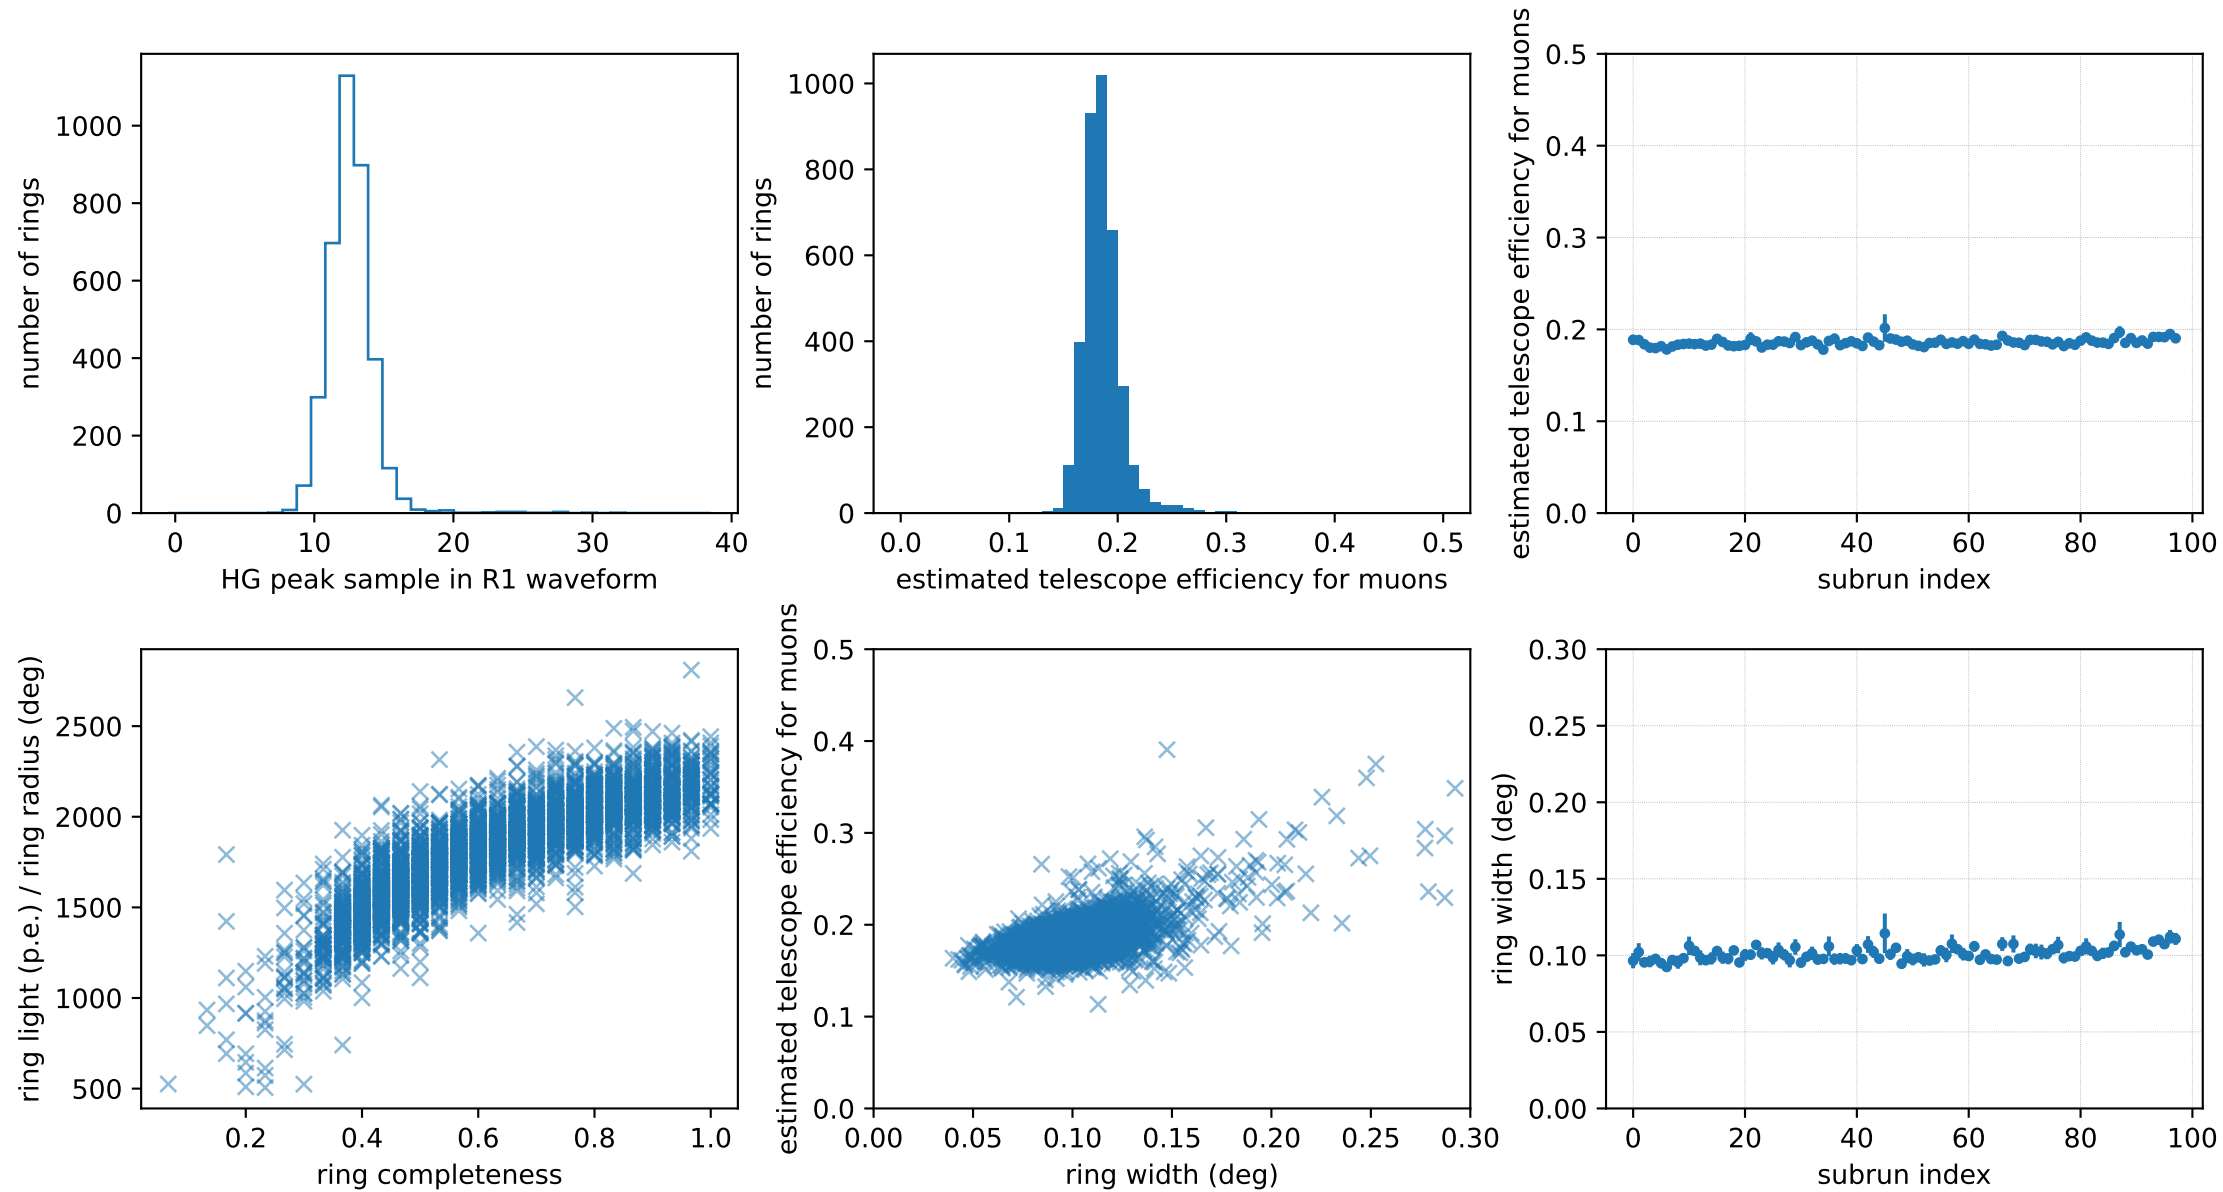 number of rings
0
200
400
600
800
1000
0 10 20 30 40
HG peak sample in R1 waveform
number of rings
0
200
400
600
800
1000
0.0 0.1 0.2 0.3 0.4 0.5
estimated telescope efficiency for muons
estimated telescope efficiency for muons
0.5
0.4
0.3
0.2
0.1
0.0
0 20 40 60 80 100
subrun index
ring light (p.e.) / ring radius (deg)
2500
2000
1500
1000
500
0.2 0.4 0.6 0.8 1.0
ring completeness
estimated telescope efficiency for muons
0.5
0.4
0.3
0.2
0.1
0.0
0.00 0.05 0.10 0.15 0.20 0.25 0.30
ring width (deg)
ring width (deg)
0.30
0.25
0.20
0.15
0.10
0.05
0.00
0 20 40 60 80 100
subrun index